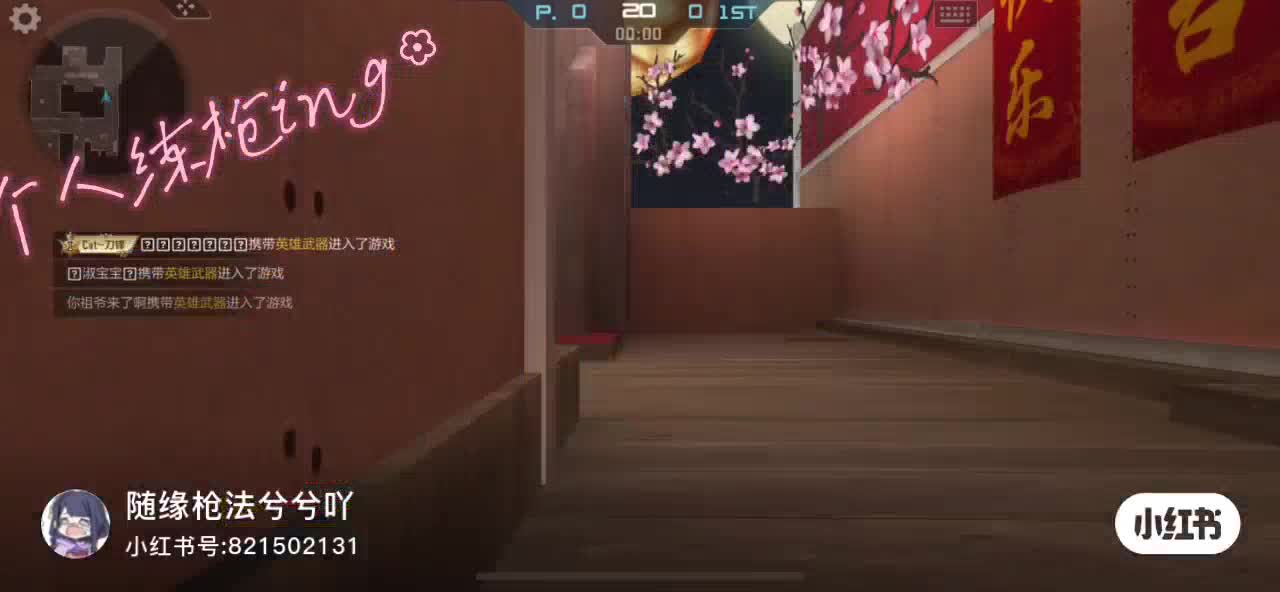 P. 0 20 0 1ST
00:00
个人练枪ing
乐
Cat一刀锋 携带英雄武器进入了游戏
淑宝宝 携带英雄武器进入了游戏
你祖爷来了啊携带英雄武器进入了游戏
随缘枪法兮兮吖
小红书号:821502131
小红书